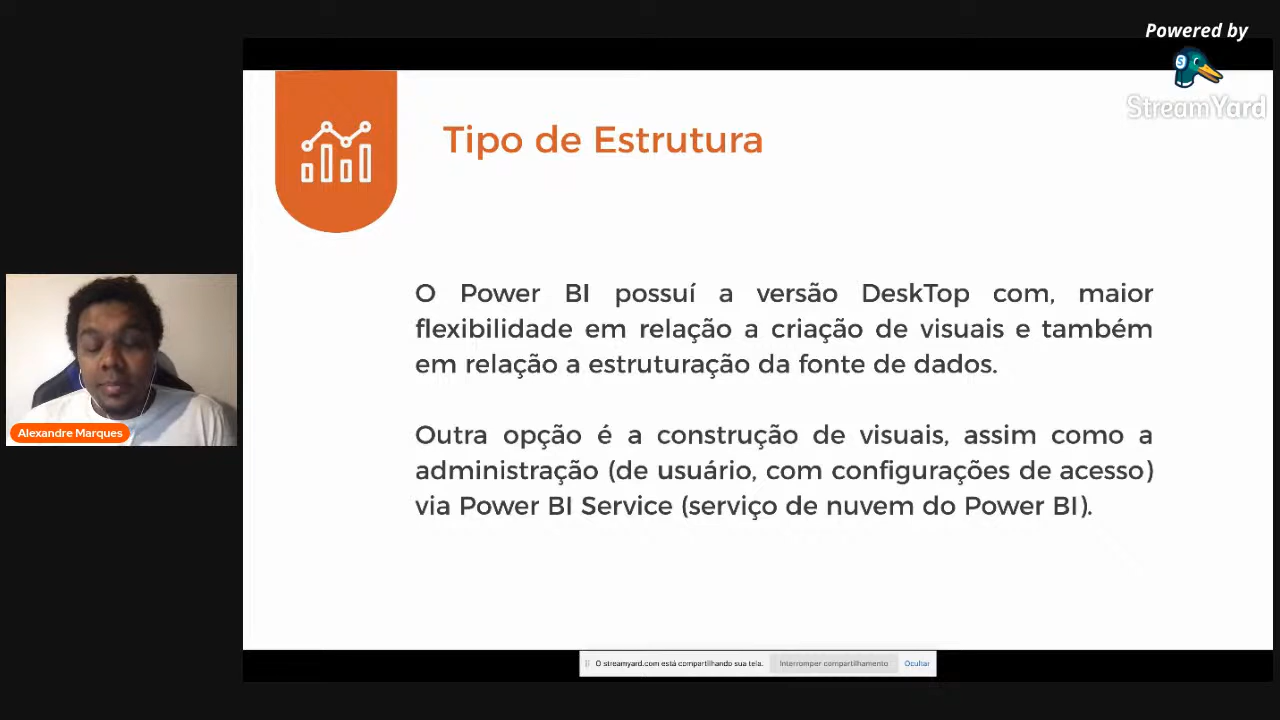 Powered by
S
StreamYard
Tipo de Estrutura
O Power BI possuí a versão DeskTop com, maior
flexibilidade em relação a criação de visuais e também
em relação a estruturação da fonte de dados.
Outra opção é a construção de visuais, assim como a
administração (de usuário, com configurações de acesso)
via Power BI Service (serviço de nuvem do Power BI).
Alexandre Marques
O streamyard.com está compartilhando sua tela.
Interromper compartilhamento
Ocultar